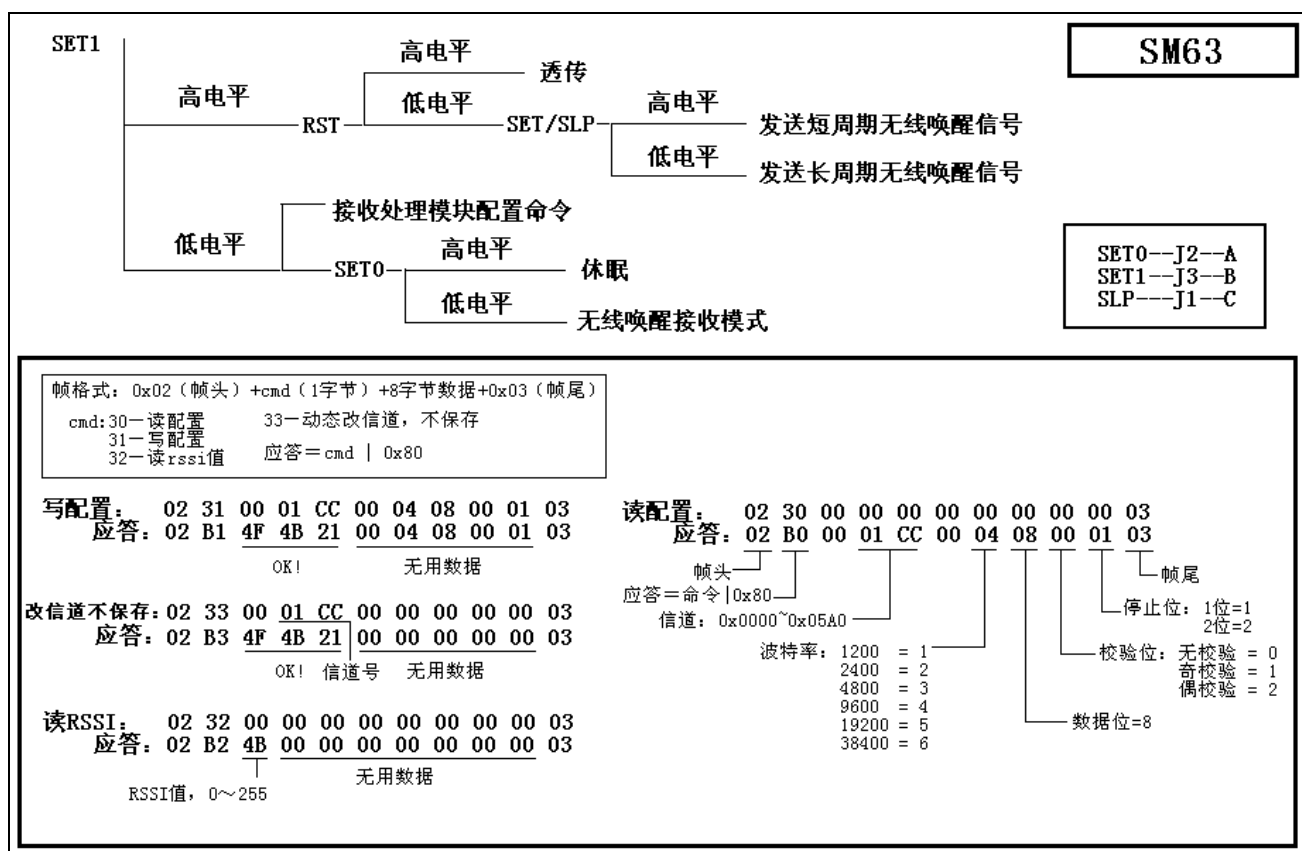 SET1
SM63
高电平
透传
高电平
RST
低电平
SET/SLP
高电平
发送短周期无线唤醒信号
低电平
发送长周期无线唤醒信号
接收处理模块配置命令
低电平
SET0
高电平
休眠
低电平
无线唤醒接收模式
SET0--J2--A
SET1--J3--B
SLP---J1--C
帧格式：0x02（帧头）+cmd（1字节）+8字节数据+0x03（帧尾）
cmd:30一读配置
33一动态改信道，不保存
31一写配置
32一读rssi值
应答＝cmd | 0x80
写配置： 02 31 00 01 CC 00 04 08 00 01 03
应答：02 B1 4F 4B 21 00 04 08 00 01 03
OK!
无用数据
改信道不保存：02 33 00 01 CC 00 00 00 00 00 03
应答：02 B3 4F 4B 21 00 00 00 00 00 03
OK!
信道号
无用数据
读RSSI： 02 32 00 00 00 00 00 00 00 00 03
应答：02 B2 4B 00 00 00 00 00 00 00 03
无用数据
RSSI值，0～255
读配置： 02 30 00 00 00 00 00 00 00 00 03
应答：02 B0 00 01 CC 00 04 08 00 01 03
帧头
帧尾
应答＝命令|0x80
停止位：1位=1
2位=2
信道：0x0000~0x05A0
波特率：1200 = 1
2400 = 2
4800 = 3
9600 = 4
19200 = 5
38400 = 6
校验位：无校验 = 0
奇校验 = 1
偶校验 = 2
数据位=8